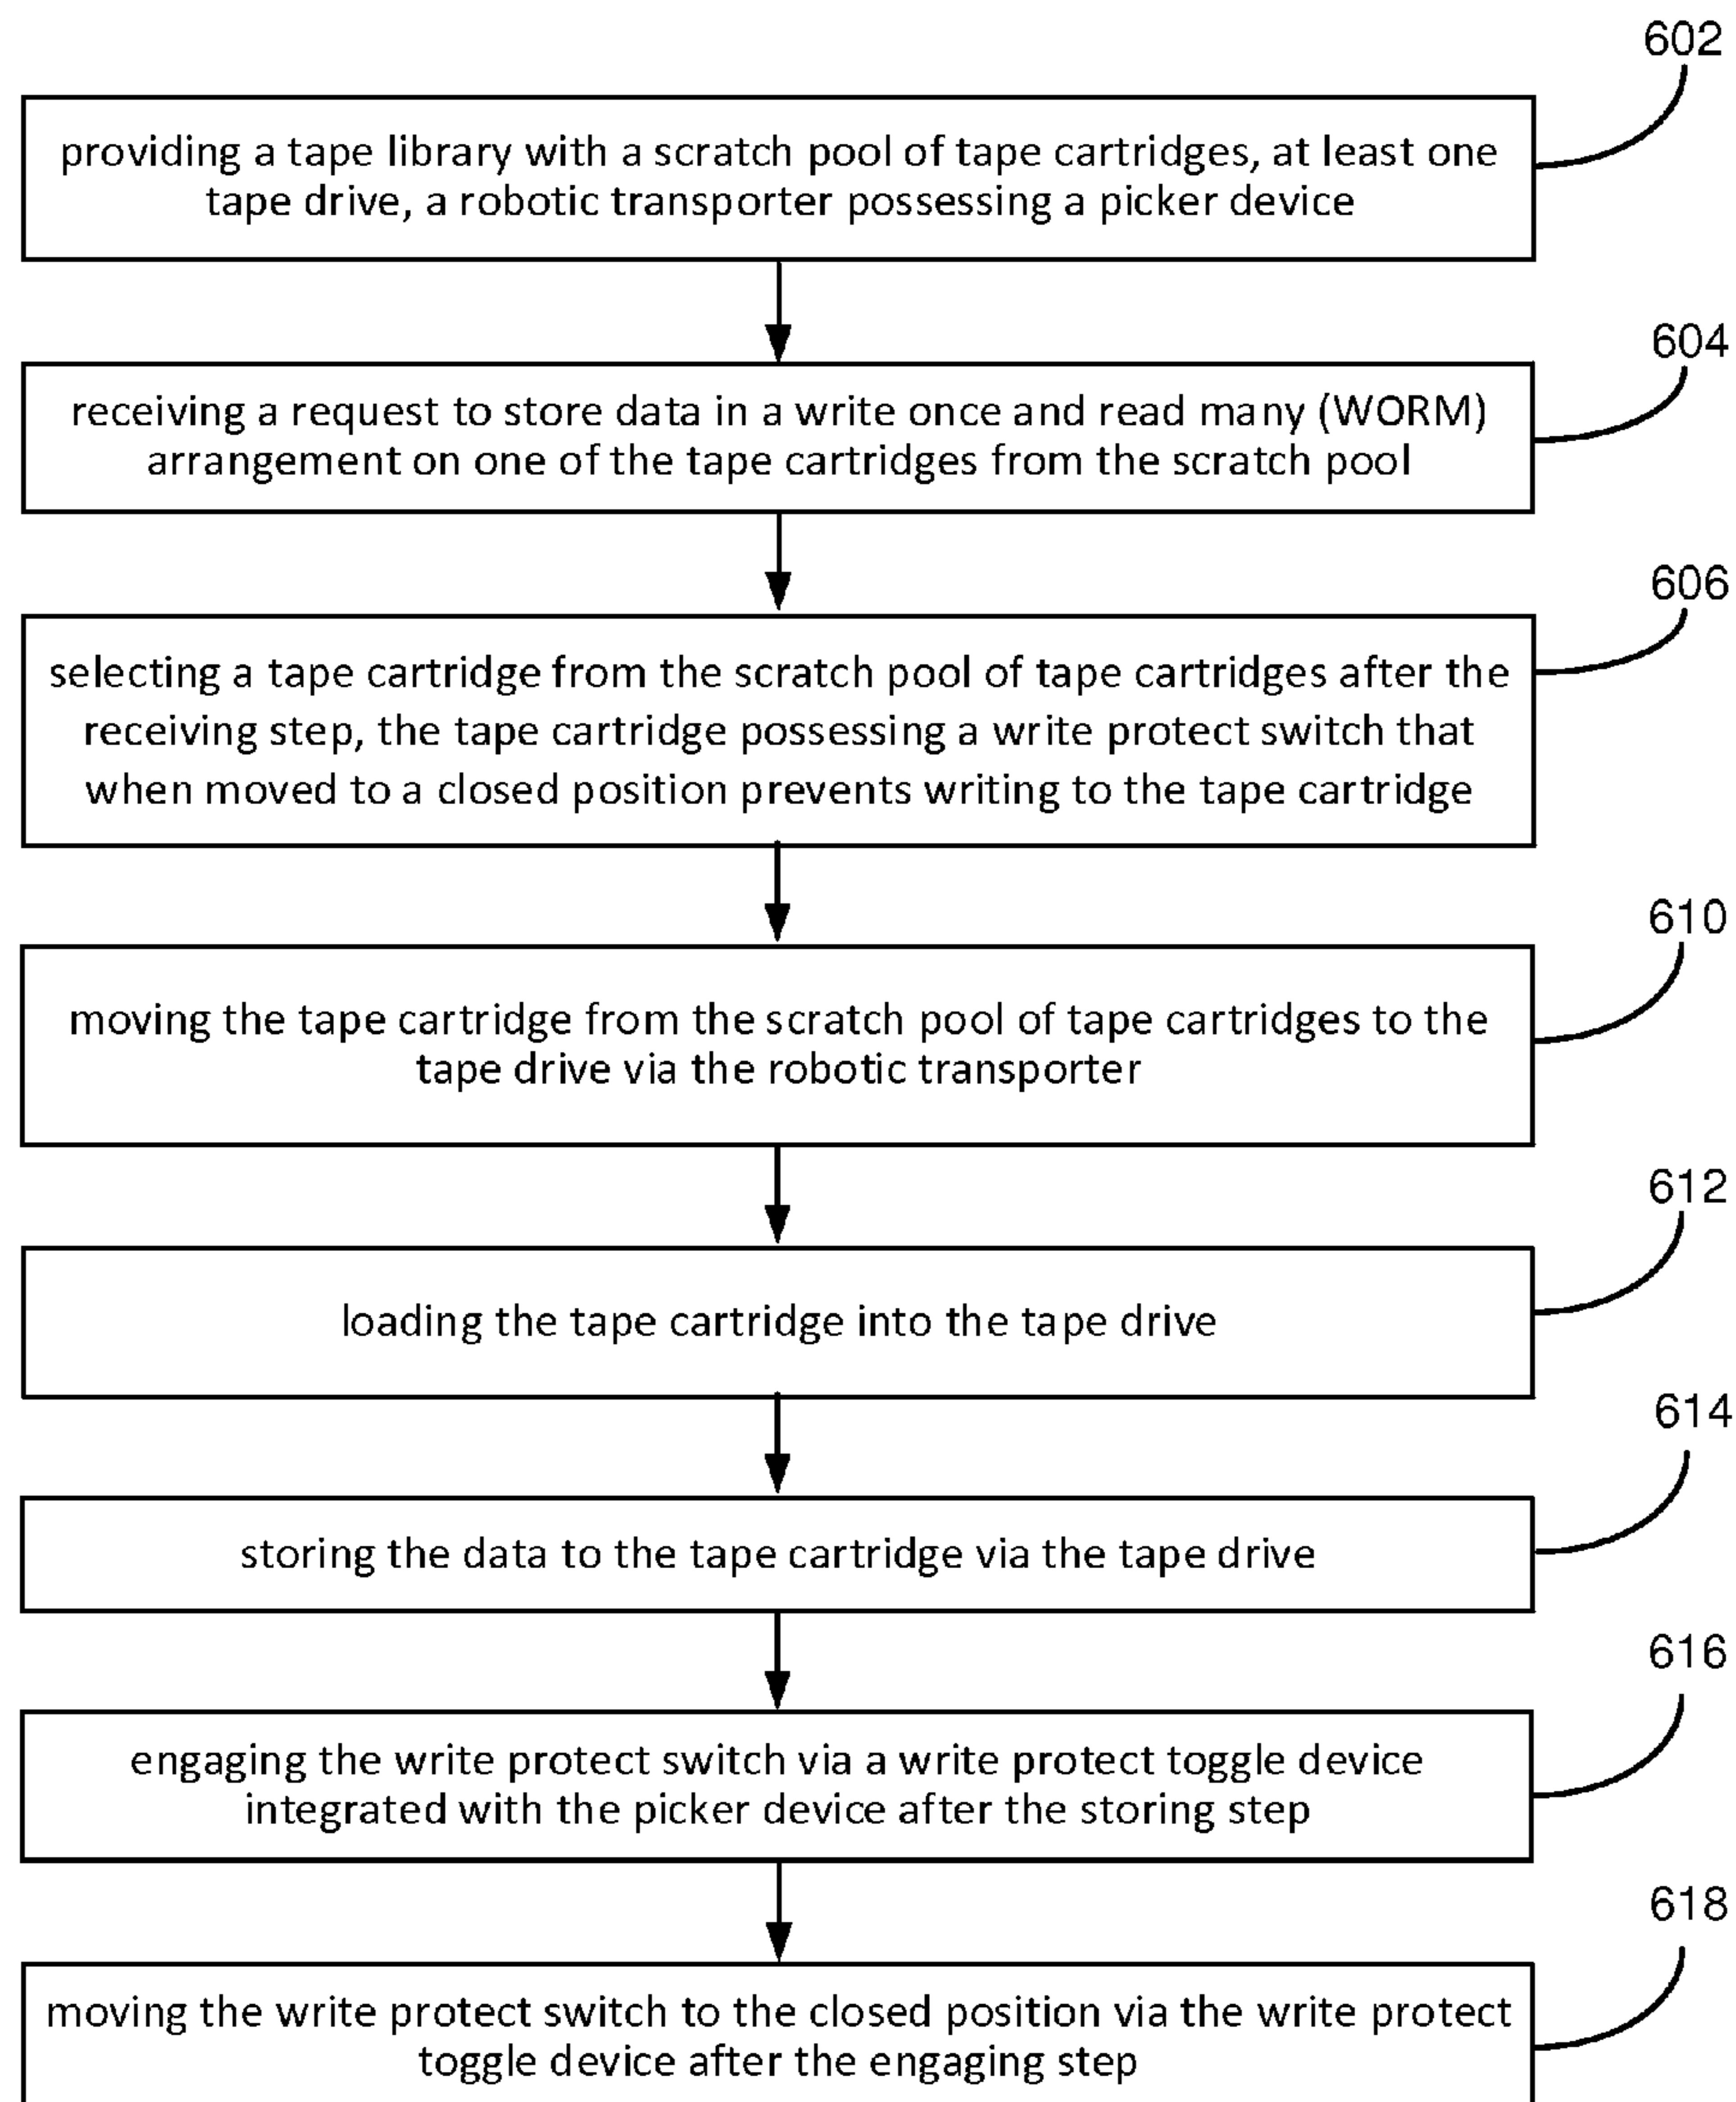 602
providing a tape library with a scratch pool of tape cartridges, at least one
tape drive, a robotic transporter possessing a picker device
604
receiving a request to store data in a write once and read many (WORM)
arrangement on one of the tape cartridges from the scratch pool
606
selecting a tape cartridge from the scratch pool of tape cartridges after the
receiving step, the tape cartridge possessing a write protect switch that
when moved to a closed position prevents writing to the tape cartridge
610
moving the tape cartridge from the scratch pool of tape cartridges to the
tape drive via the robotic transporter
612
loading the tape cartridge into the tape drive
614
storing the data to the tape cartridge via the tape drive
616
engaging the write protect switch via a write protect toggle device
integrated with the picker device after the storing step
618
moving the write protect switch to the closed position via the write protect
toggle device after the engaging step